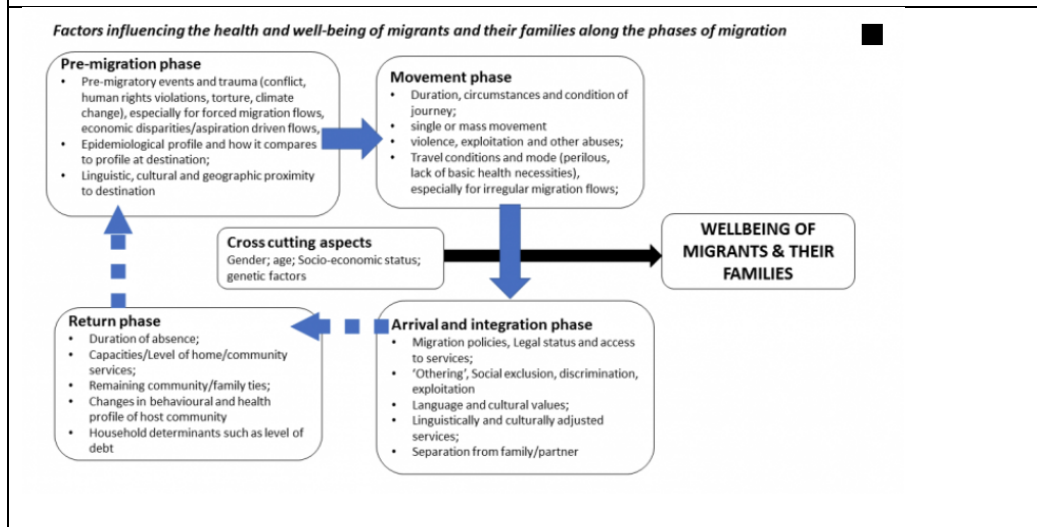 Factors influencing the health and well-being of migrants and their families along the phases of migration
Pre-migration phase
• Pre-migratory events and trauma (conflict,
human rights violations, torture, climate
change), especially for forced migration flows,
economic disparities/aspiration driven flows,
• Epidemiological profile and how it compares
to profile at destination;
• Linguistic, cultural and geographic proximity
to destination
Movement phase
• Duration, circumstances and condition of
journey;
• single or mass movement
• violence, exploitation and other abuses;
• Travel conditions and mode (perilous,
lack of basic health necessities),
especially for irregular migration flows;
Cross cutting aspects
Gender; age; Socio-economic status;
genetic factors
WELLBEING OF
MIGRANTS & THEIR
FAMILIES
Return phase
• Duration of absence;
• Capacities/Level of home/community
services;
• Remaining community/family ties;
• Changes in behavioural and health
profile of host community
• Household determinants such as level of
debt
Arrival and integration phase
• Migration policies, Legal status and access
to services;
• ‘Othering’, Social exclusion, discrimination,
exploitation
• Language and cultural values;
• Linguistically and culturally adjusted
services;
• Separation from family/partner